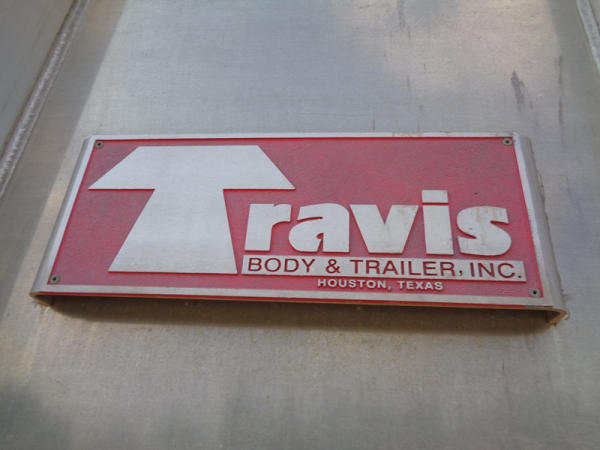 Travis
BODY & TRAILER, INC.
HOUSTON, TEXAS